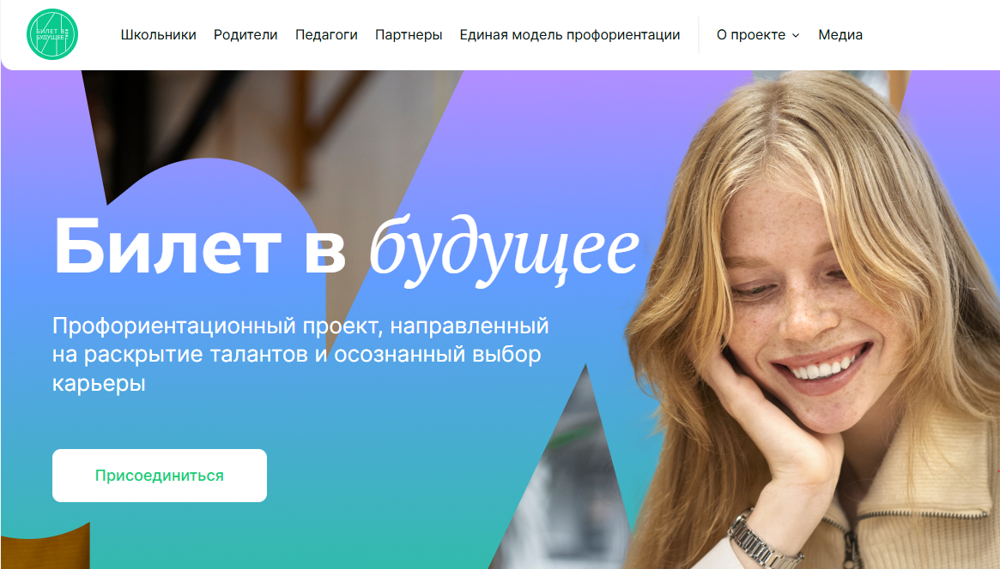 БИЛЕТ В
БУДУЩЕЕ
Школьники Родители Педагоги Партнеры Единая модель профориентации О проекте Медиа
Билет в будущее
Профориентационный проект, направленный
на раскрытие талантов и осознанный выбор
карьеры
Присоединиться